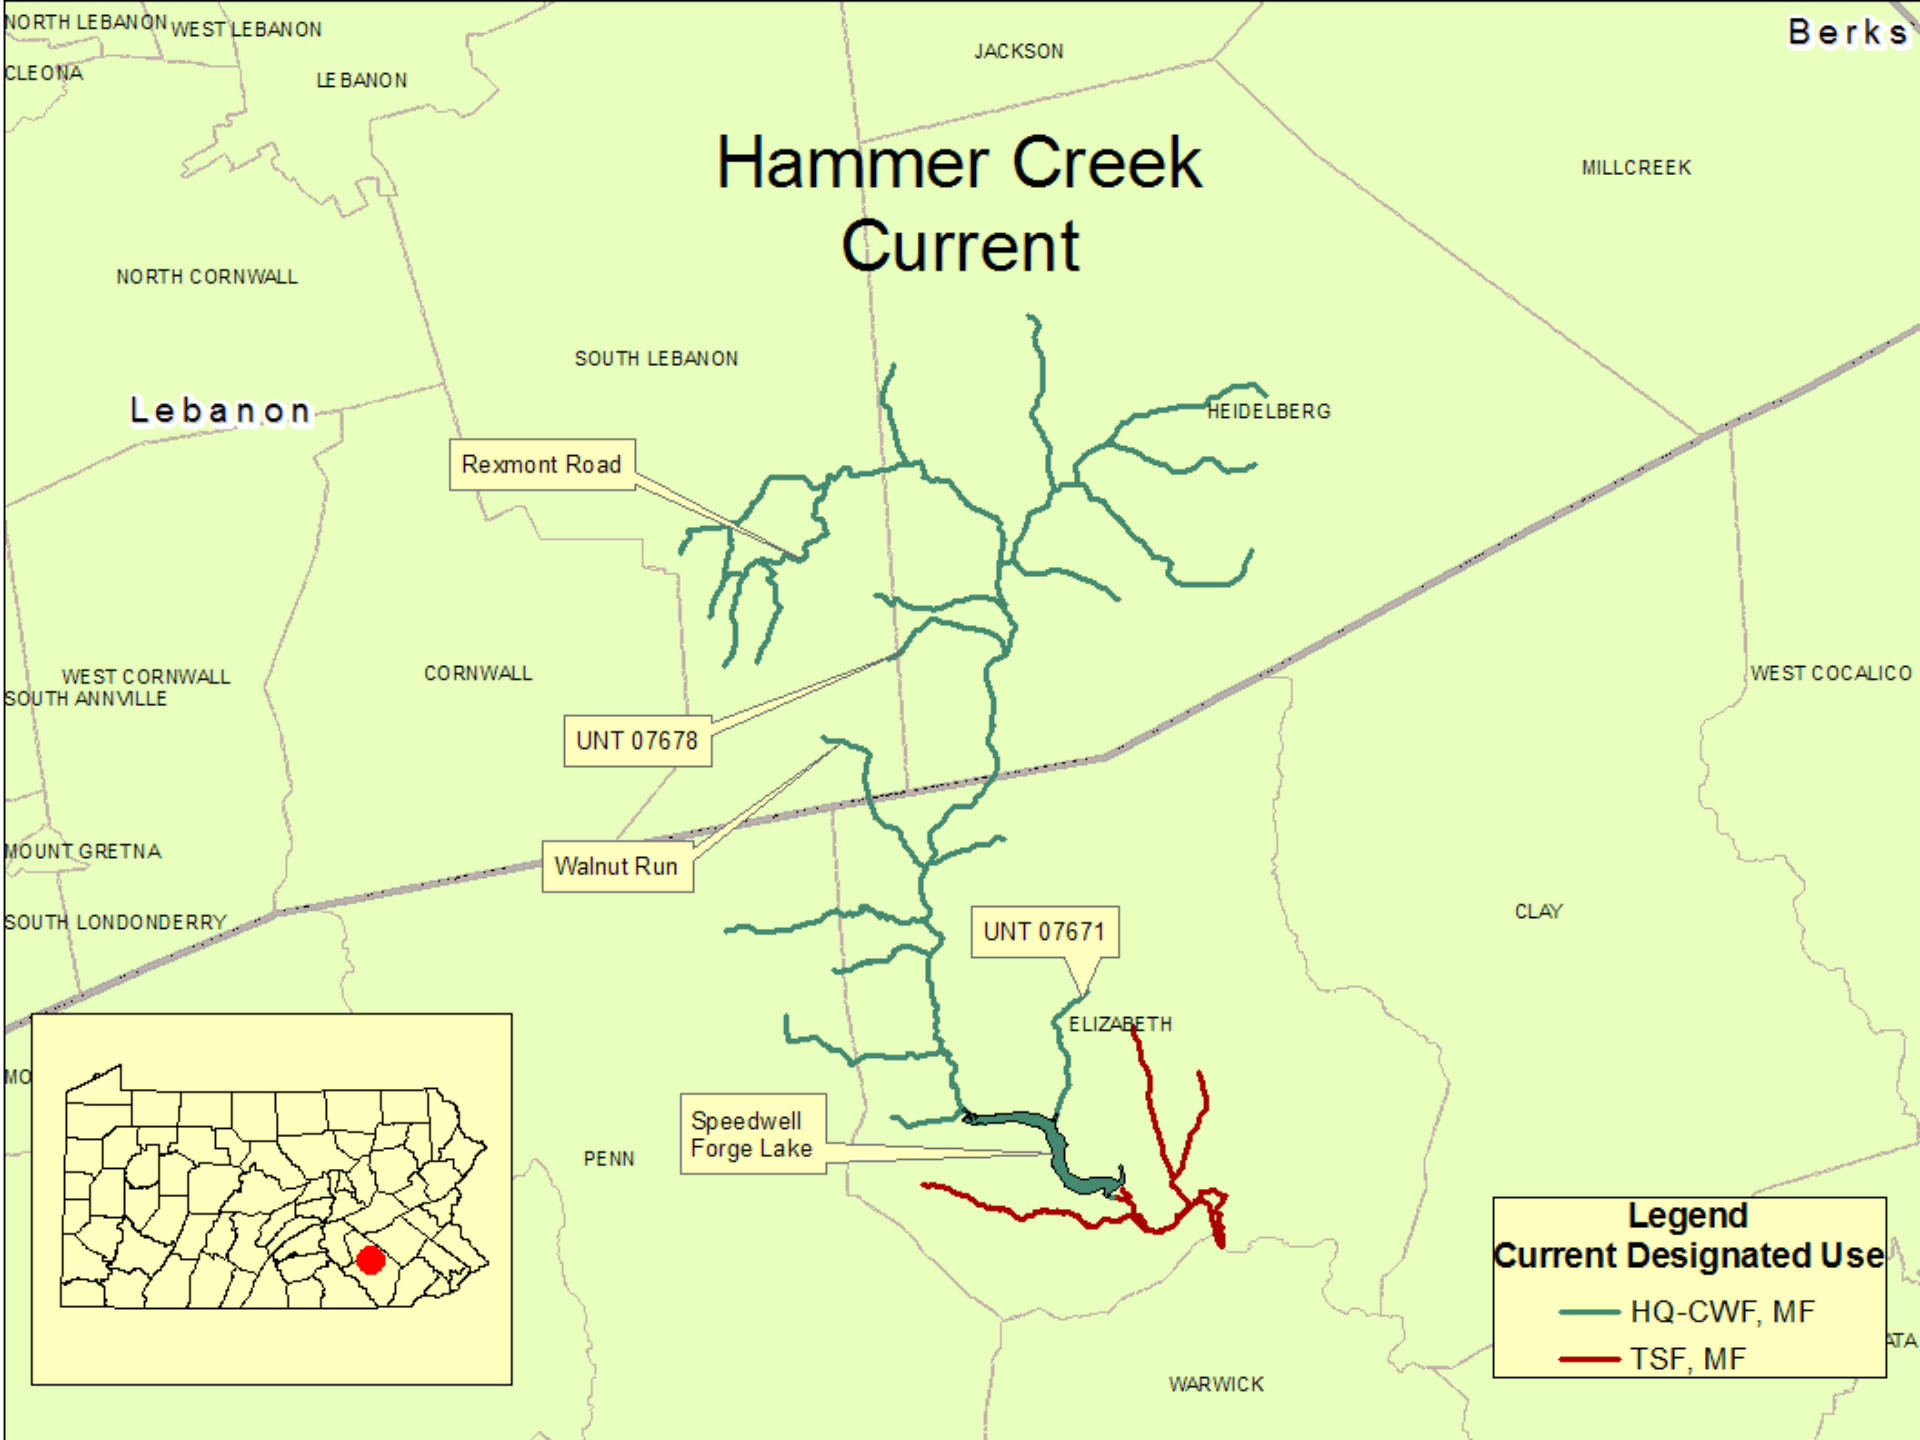 NORTH LEBANON
WEST LEBANON
Berks
JACKSON
CLEONA
LEBANON
Hammer Creek
Current
MILLCREEK
NORTH CORNWALL
SOUTH LEBANON
Lebanon
HEIDELBERG
Rexmont Road
WEST CORNWALL
CORNWALL
WEST COCALICO
SOUTH ANNVILLE
UNT 07678
MOUNT GRETNA
Walnut Run
SOUTH LONDONDERRY
CLAY
UNT 07671
ELIZABETH
MO
Speedwell
Forge Lake
PENN
Legend
Current Designated Use
HQ-CWF, MF
TSF, MF
ATA
WARWICK